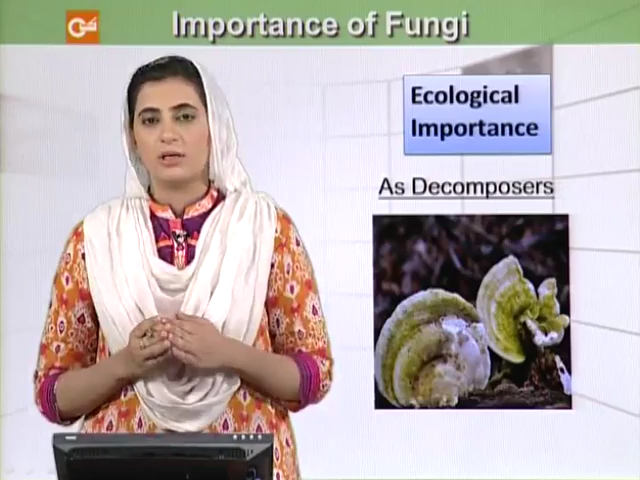 Importance of Fungi
Ecological
Importance
As Decomposers